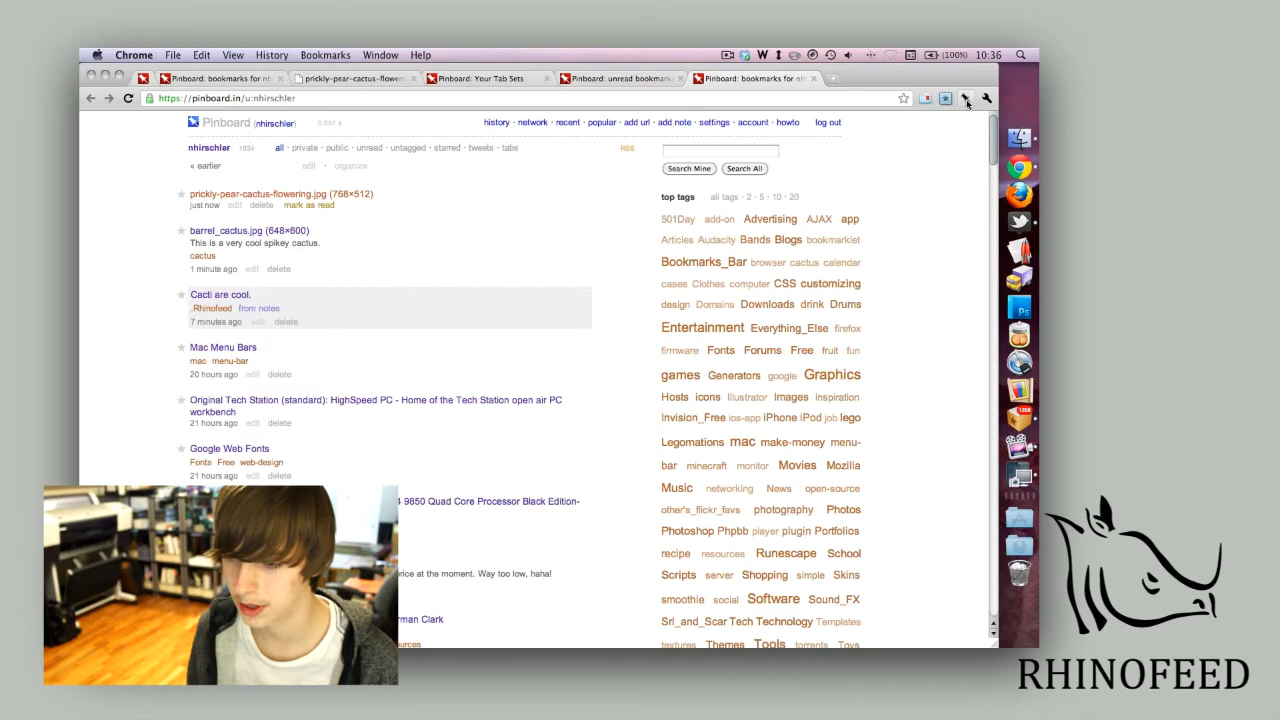 Chrome File Edit View History Bookmarks Window Help W (100%) 10:36
Pinboard: bookmarks for nh prickly-pear-cactus-flowerin Pinboard: Your Tab Sets Pinboard: unread bookmark Pinboard: bookmarks for nh
https://pinboard.in/u:nhirschler
Pinboard (nhirschler) 0.057 s history · network · recent · popular · add url · add note · settings · account · howto log out
nhirschler 1034 all · private · public · unread · untagged · starred · tweets · tabs RSS
« earlier edit · organize
prickly-pear-cactus-flowering.jpg (768×512)
just now edit delete mark as read
barrel_cactus.jpg (648×600)
This is a very cool spikey cactus.
cactus
1 minute ago edit delete
Cacti are cool.
.Rhinofeed from notes
7 minutes ago edit delete
Mac Menu Bars
mac menu-bar
20 hours ago edit delete
Original Tech Station (standard): HighSpeed PC - Home of the Tech Station open air PC
workbench
21 hours ago edit delete
Google Web Fonts
Fonts Free web-design
21 hours ago edit delete
9850 Quad Core Processor Black Edition-
price at the moment. Way too low, haha!
rman Clark
ources
Search Mine Search All
top tags all tags · 2 · 5 · 10 · 20
501Day add-on Advertising AJAX app
Articles Audacity Bands Blogs bookmarklet
Bookmarks_Bar browser cactus calendar
cases Clothes computer CSS customizing
design Domains Downloads drink Drums
Entertainment Everything_Else firefox
firmware Fonts Forums Free fruit fun
games Generators google Graphics
Hosts icons Illustrator Images inspiration
Invision_Free ios-app iPhone iPod job lego
Legomations mac make-money menu-
bar minecraft monitor Movies Mozilla
Music networking News open-source
other's_flickr_favs photography Photos
Photoshop Phpbb player plugin Portfolios
recipe resources Runescape School
Scripts server Shopping simple Skins
smoothie social Software Sound_FX
Srl_and_Scar Tech Technology Templates
textures Themes Tools torrents Toys
Ps
RHINOFEED